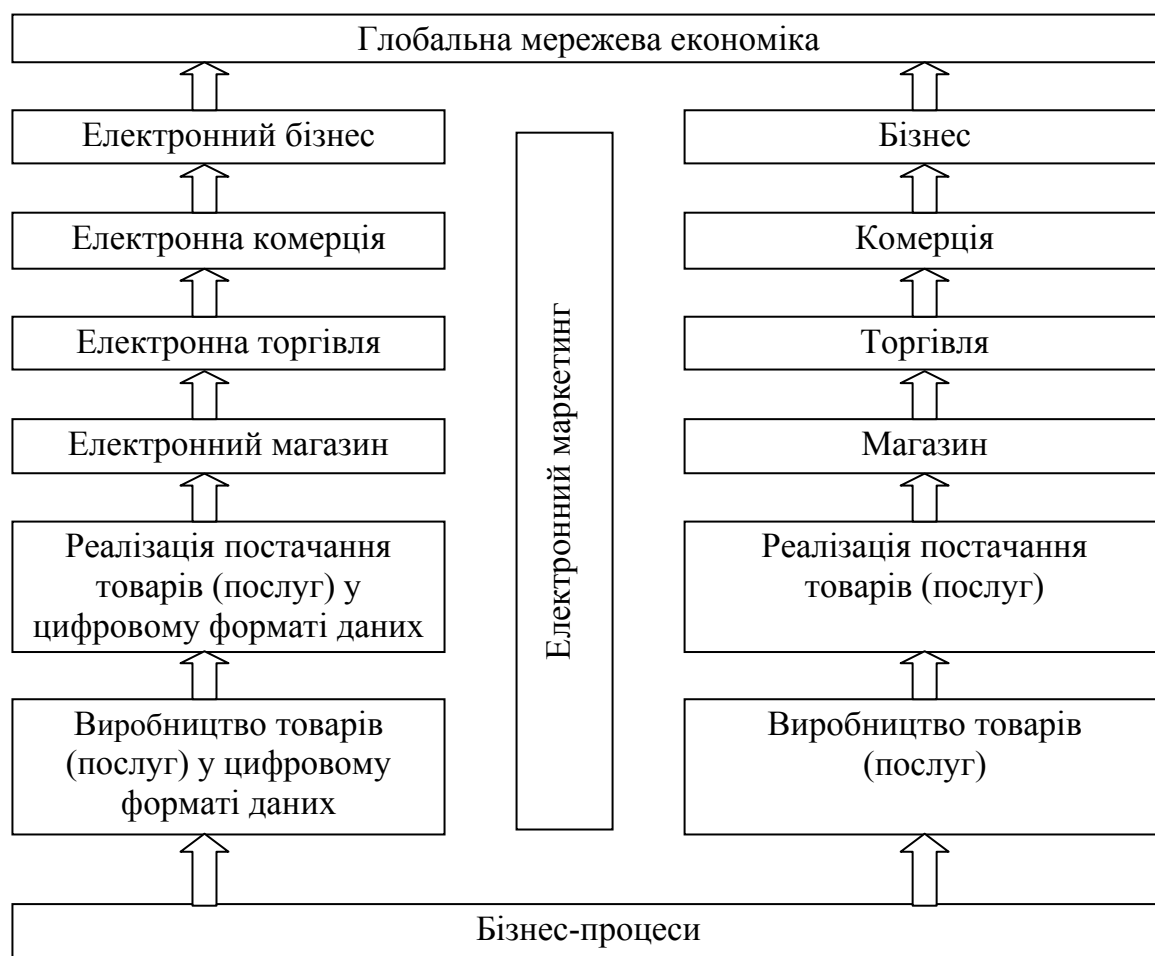 Глобальна мережева економіка
Електронний бізнес
Електронна комерція
Електронна торгівля
Електронний магазин
Реалізація постачання
товарів (послуг) у
цифровому форматі даних
Виробництво товарів
(послуг) у цифровому
форматі даних
Електронний маркетинг
Бізнес
Комерція
Торгівля
Магазин
Реалізація постачання
товарів (послуг)
Виробництво товарів
(послуг)
Бізнес-процеси